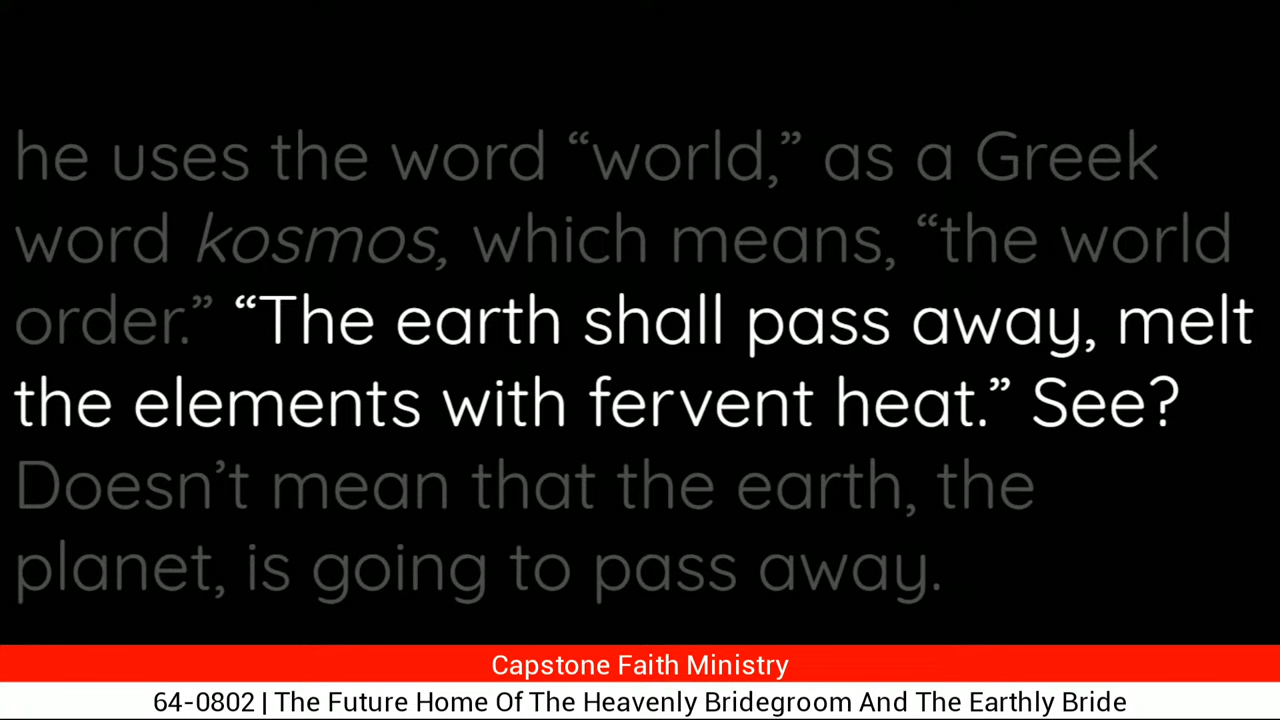 he uses the word “world,” as a Greek
word kosmos, which means, “the world
order.” “The earth shall pass away, melt
the elements with fervent heat.” See?
Doesn’t mean that the earth, the
planet, is going to pass away.
Capstone Faith Ministry
64-0802 | The Future Home Of The Heavenly Bridegroom And The Earthly Bride